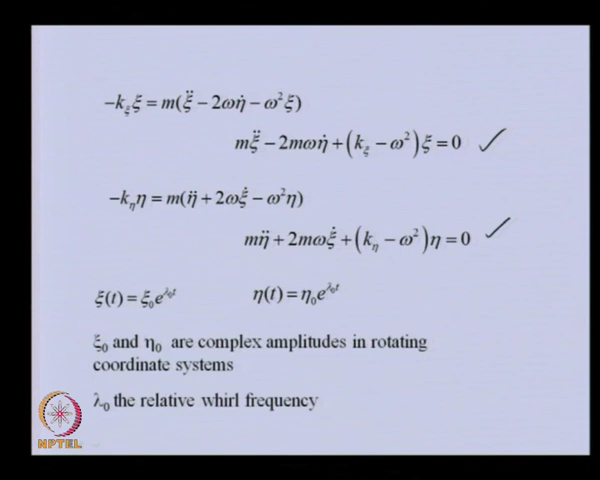 −k_ξ ξ = m(ξ̈ − 2ωη̇ − ω²ξ)
mξ̈ − 2mωη̇ + (k_ξ − ω²)ξ = 0 ✓
−k_η η = m(η̈ + 2ωξ̇ − ω²η)
mη̈ + 2mωξ̇ + (k_η − ω²)η = 0 ✓
ξ(t) = ξ₀e^{λ₀t} η(t) = η₀e^{λ₀t}
ξ₀ and η₀ are complex amplitudes in rotating
coordinate systems
λ₀ the relative whirl frequency
NPTEL